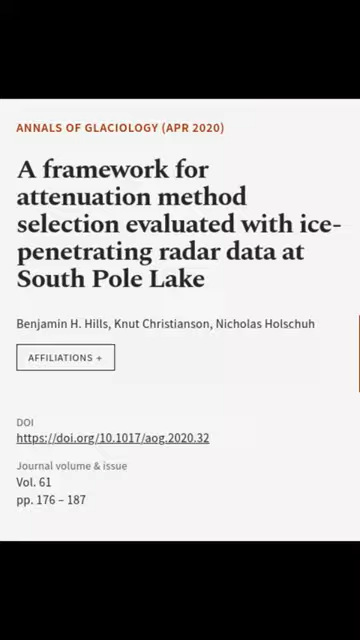 ANNALS OF GLACIOLOGY (APR 2020)
A framework for
attenuation method
selection evaluated with ice-
penetrating radar data at
South Pole Lake
Benjamin H. Hills, Knut Christianson, Nicholas Holschuh
AFFILIATIONS +
DOI
https://doi.org/10.1017/aog.2020.32
Journal volume & issue
Vol. 61
pp. 176 – 187